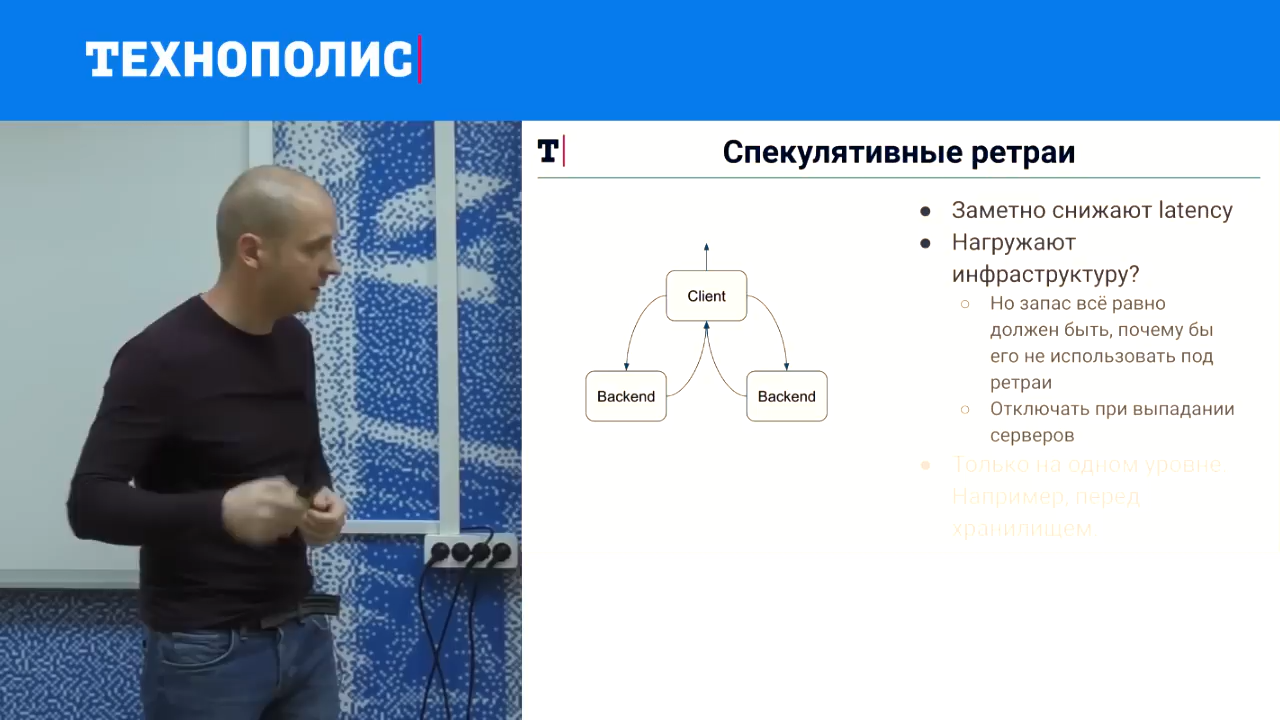 ТЕХНОПОЛИС
Т
Спекулятивные ретраи
Client
Backend
Backend
● Заметно снижают latency
● Нагружают
инфраструктуру?
○ Но запас всё равно
должен быть, почему бы
его не использовать под
ретраи
○ Отключать при выпадании
серверов
● Только на одном уровне.
Например, перед
хранилищем